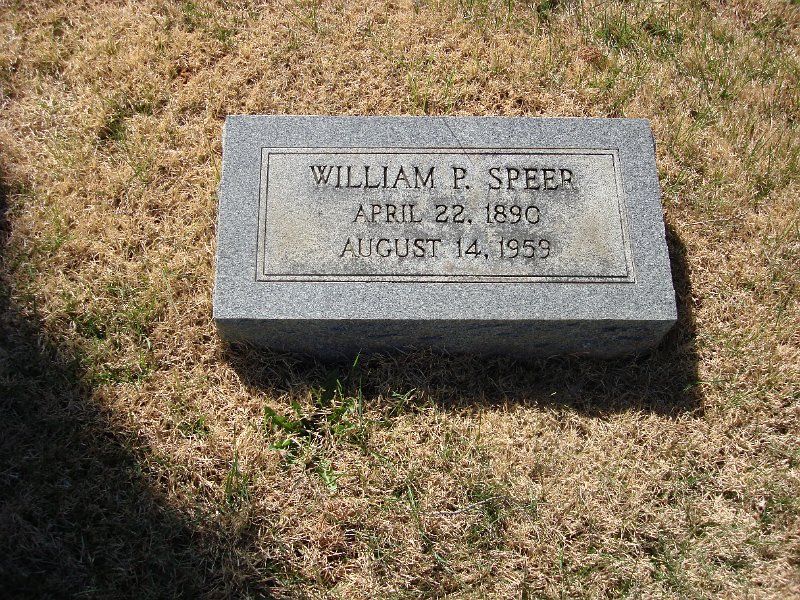 WILLIAM P. SPEER
APRIL 22, 1890
AUGUST 14, 1959